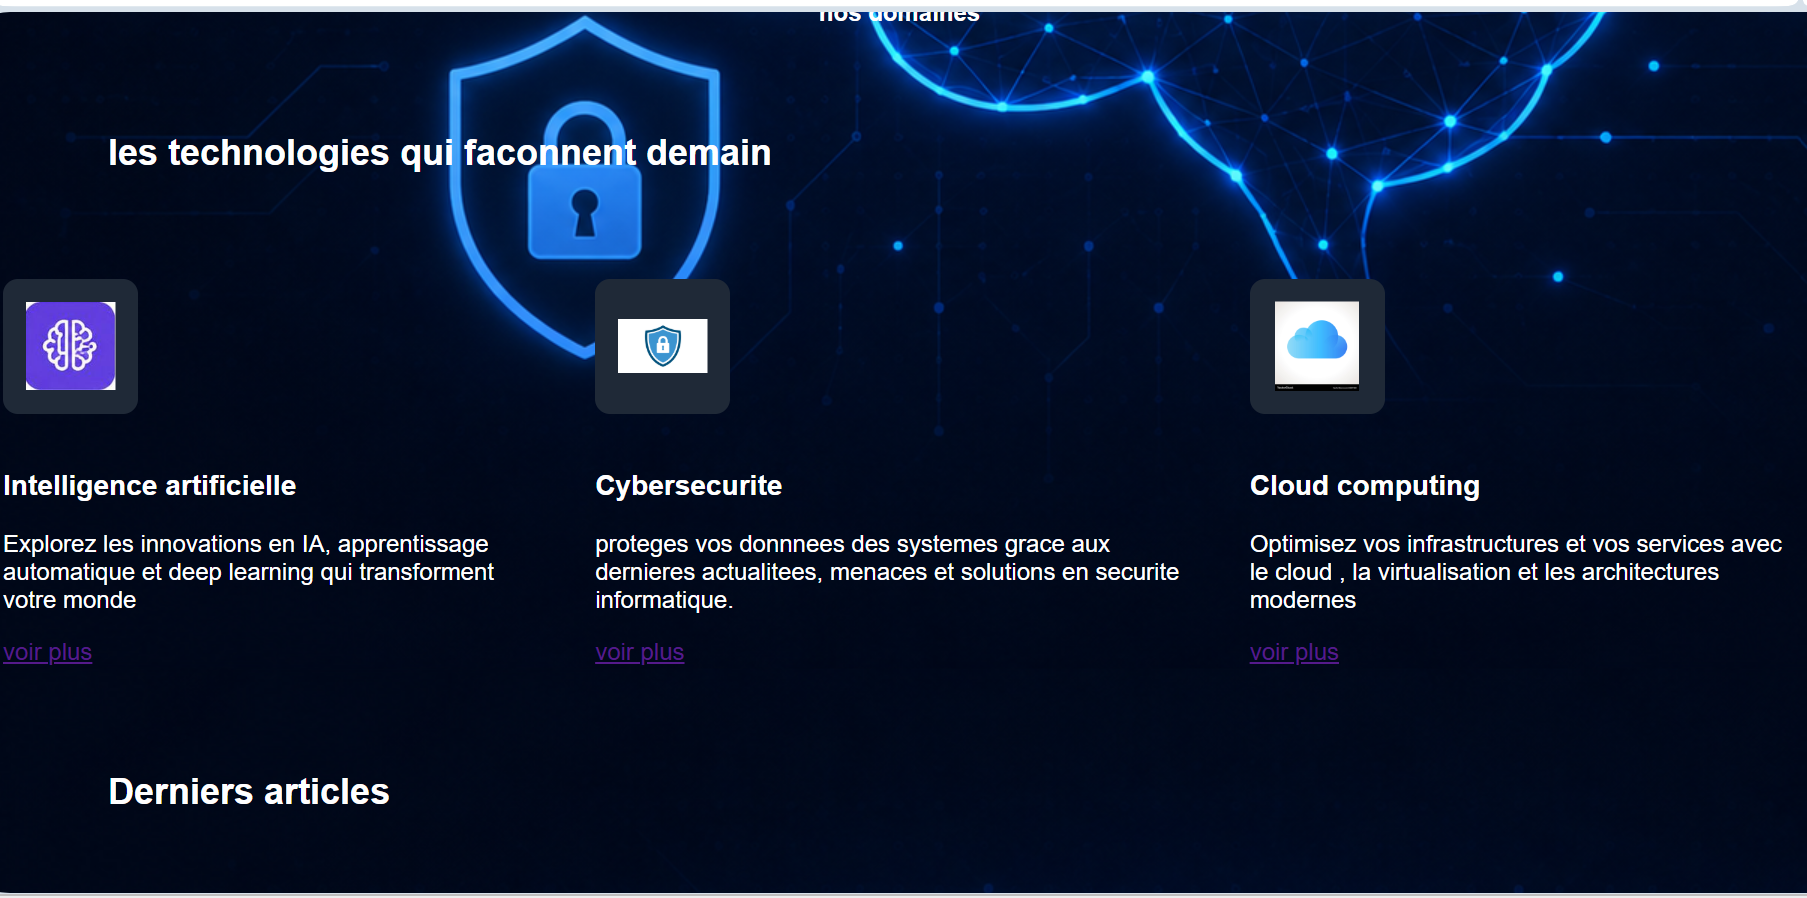 nos domaines
les technologies qui faconnent demain
Intelligence artificielle
Explorez les innovations en IA, apprentissage
automatique et deep learning qui transforment
votre monde
voir plus
Cybersecurite
proteges vos donnnees des systemes grace aux
dernieres actualitees, menaces et solutions en securite
informatique.
voir plus
Cloud computing
Optimisez vos infrastructures et vos services avec
le cloud , la virtualisation et les architectures
modernes
voir plus
Derniers articles